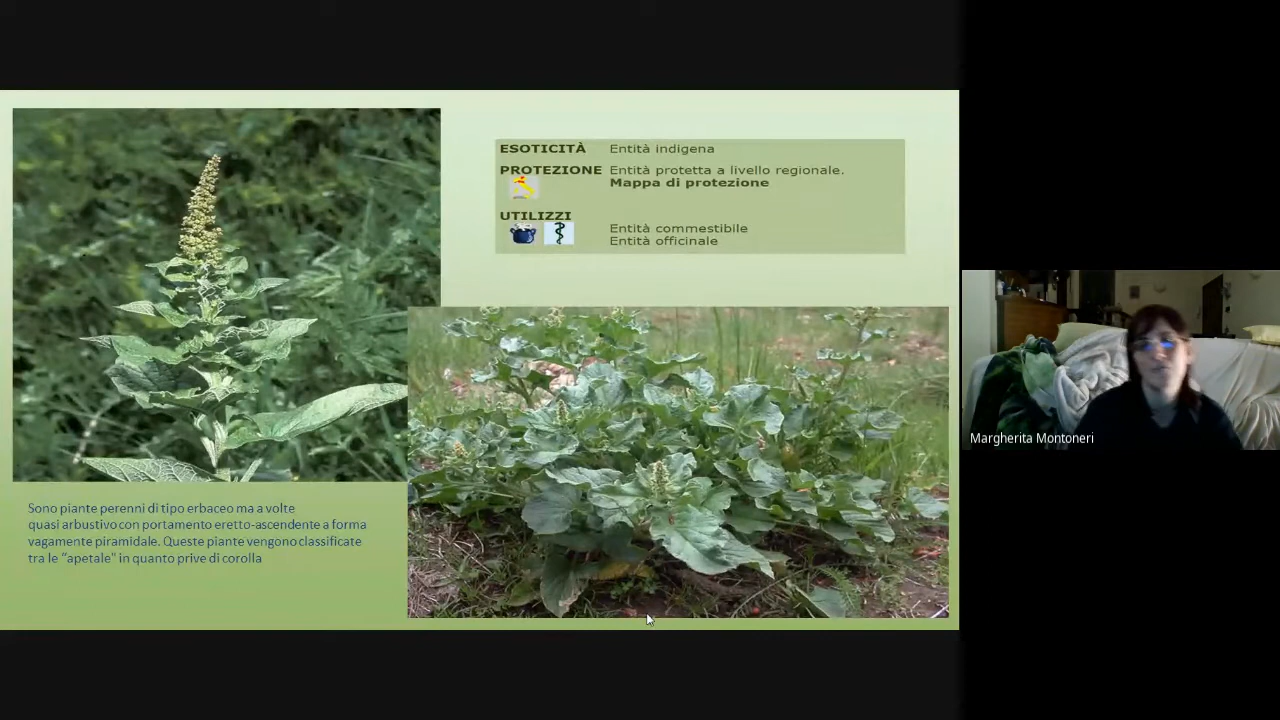 ESOTICITÀ Entità indigena
PROTEZIONE Entità protetta a livello regionale.
Mappa di protezione
UTILIZZI
Entità commestibile
Entità officinale
Sono piante perenni di tipo erbaceo ma a volte
quasi arbustivo con portamento eretto-ascendente a forma
vagamente piramidale. Queste piante vengono classificate
tra le “apetale” in quanto prive di corolla
Margherita Montoneri